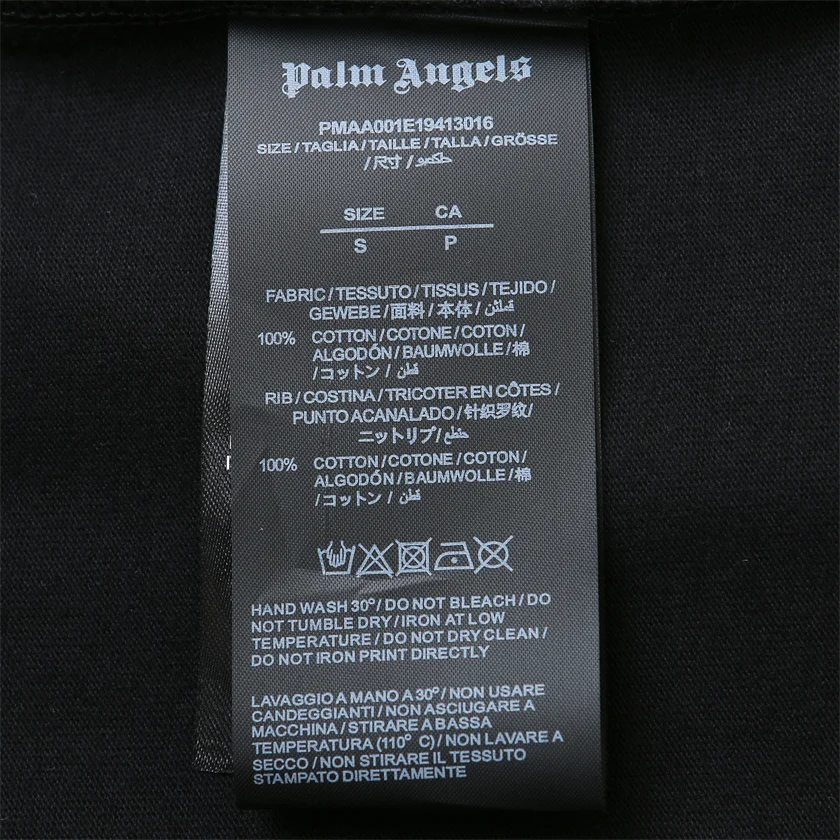 Palm Angels
PMAA001E19413016
SIZE / TAGLIA / TAILLE / TALLA / GRÖSSE
/ 尺寸 /
SIZE CA
S P
FABRIC / TESSUTO / TISSUS / TEJIDO /
GEWEBE / 面料 / 本体 /
100% COTTON / COTONE / COTON /
ALGODÓN / BAUMWOLLE / 棉
/ コットン / قطن
RIB / COSTINA / TRICOTER EN CÔTES /
PUNTO ACANALADO / 针织罗纹/
ニットリブ/
100% COTTON / COTONE / COTON /
ALGODÓN / BAUMWOLLE / 棉
/ コットン / قطن
HAND WASH 30°/ DO NOT BLEACH / DO
NOT TUMBLE DRY / IRON AT LOW
TEMPERATURE / DO NOT DRY CLEAN /
DO NOT IRON PRINT DIRECTLY
LAVAGGIO A MANO A 30°/ NON USARE
CANDEGGIANTI / NON ASCIUGARE A
MACCHINA / STIRARE A BASSA
TEMPERATURA (110° C) / NON LAVARE A
SECCO / NON STIRARE IL TESSUTO
STAMPATO DIRETTAMENTE